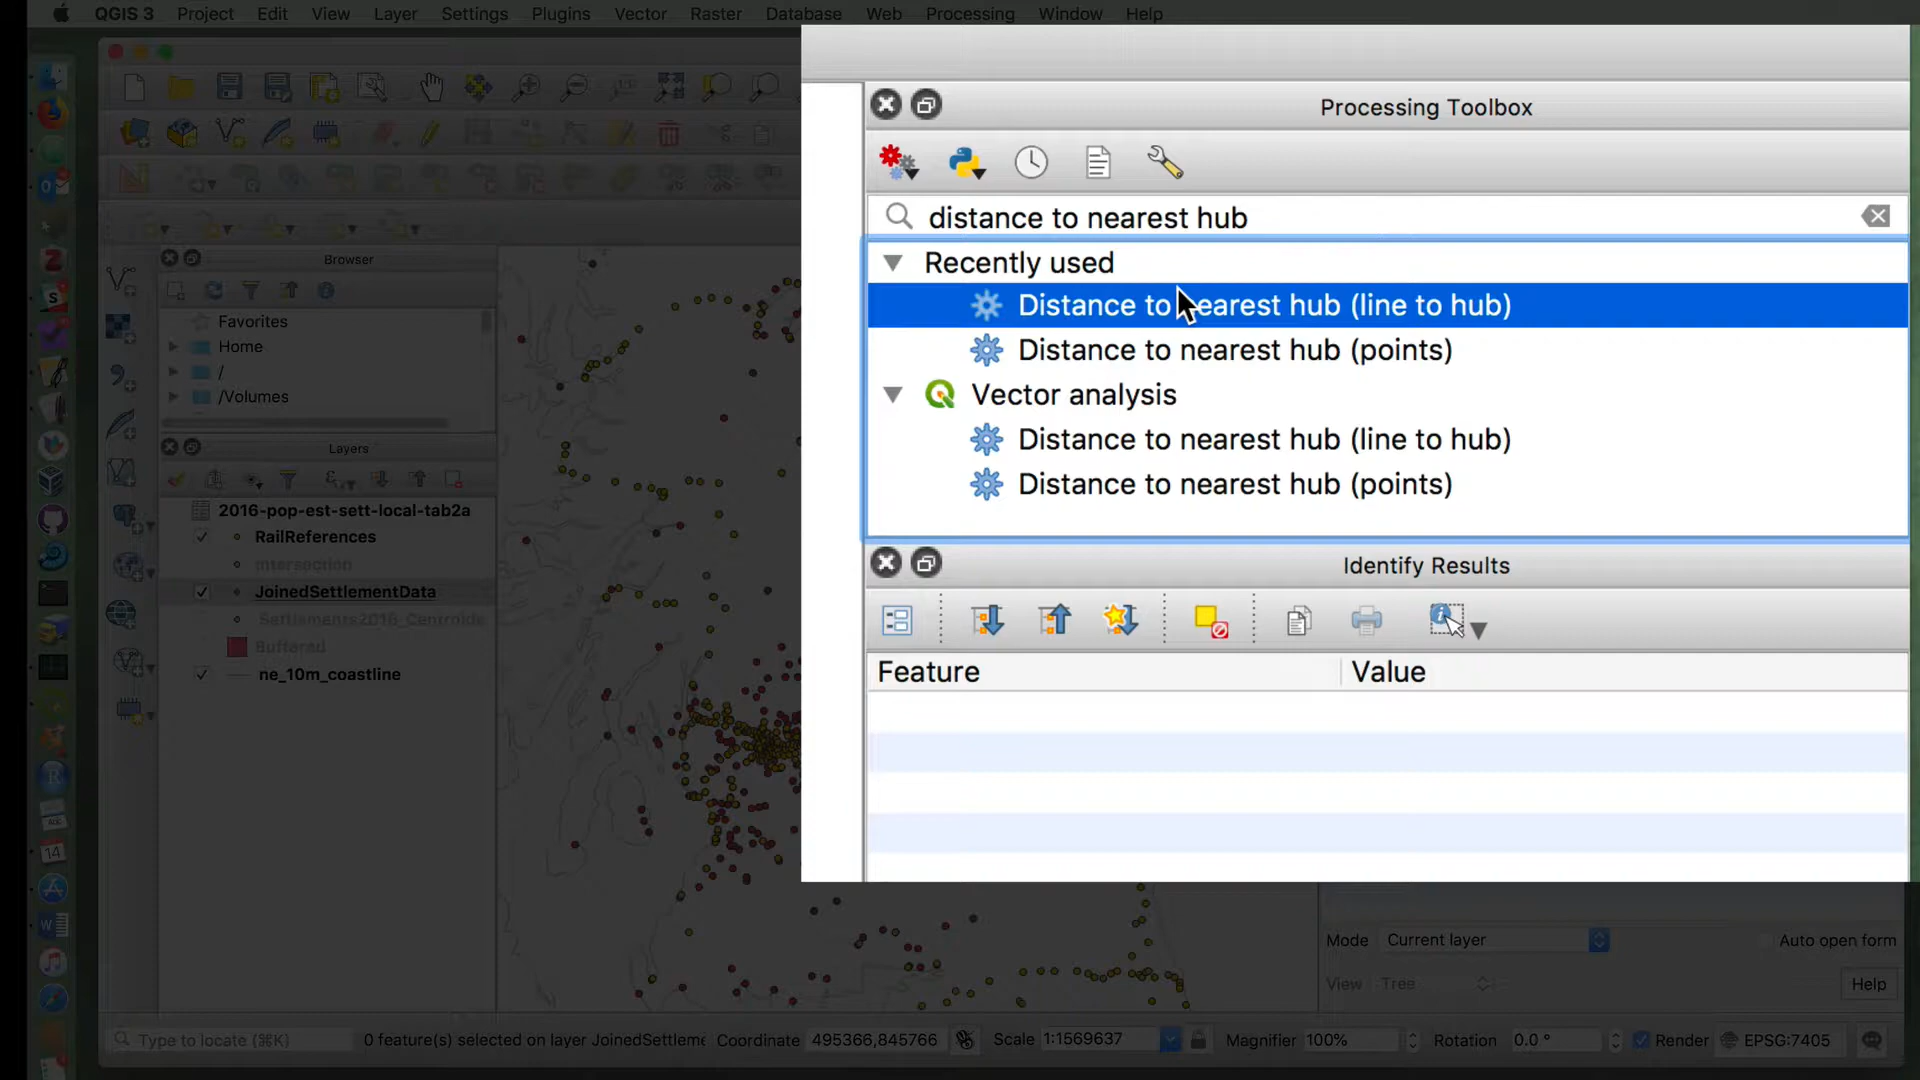 QGIS 3 Project Edit View Layer Settings Plugins Vector Raster Database Web Processing Window Help
Processing Toolbox
distance to nearest hub
Recently used
Distance to nearest hub (line to hub)
Distance to nearest hub (points)
Vector analysis
Distance to nearest hub (line to hub)
Distance to nearest hub (points)
Identify Results
Feature Value
Browser
Favorites
Home
/
/Volumes
Layers
2016-pop-est-sett-local-tab2a
RailReferences
Intersection
JoinedSettlementData
Settlements2016_Centroids
Buffered
ne_10m_coastline
Mode Current layer Auto open form
View Tree Help
Type to locate (⌘K) 0 feature(s) selected on layer JoinedSettleme Coordinate 495366,845766 Scale 1:1569637 Magnifier 100% Rotation 0.0 ° Render EPSG:7405